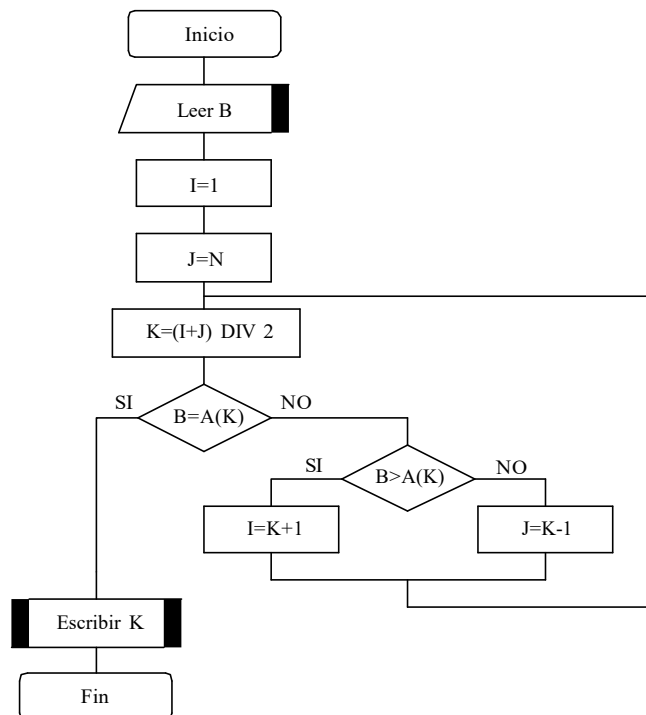 Inicio
Leer B
I=1
J=N
K=(I+J) DIV 2
SI
B=A(K)
NO
SI
B>A(K)
NO
I=K+1
J=K-1
Escribir K
Fin